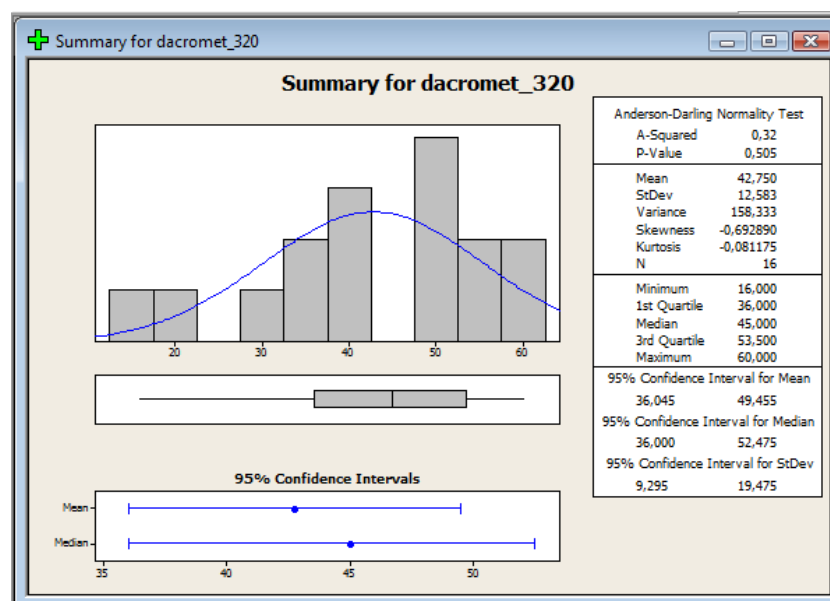 Summary for dacromet_320
Summary for dacromet_320
20 30 40 50 60
95% Confidence Intervals
Mean
Median
35 40 45 50
Anderson-Darling Normality Test
A-Squared 0,32
P-Value 0,505
Mean 42,750
StDev 12,583
Variance 158,333
Skewness -0,692890
Kurtosis -0,081175
N 16
Minimum 16,000
1st Quartile 36,000
Median 45,000
3rd Quartile 53,500
Maximum 60,000
95% Confidence Interval for Mean
36,045 49,455
95% Confidence Interval for Median
36,000 52,475
95% Confidence Interval for StDev
9,295 19,475